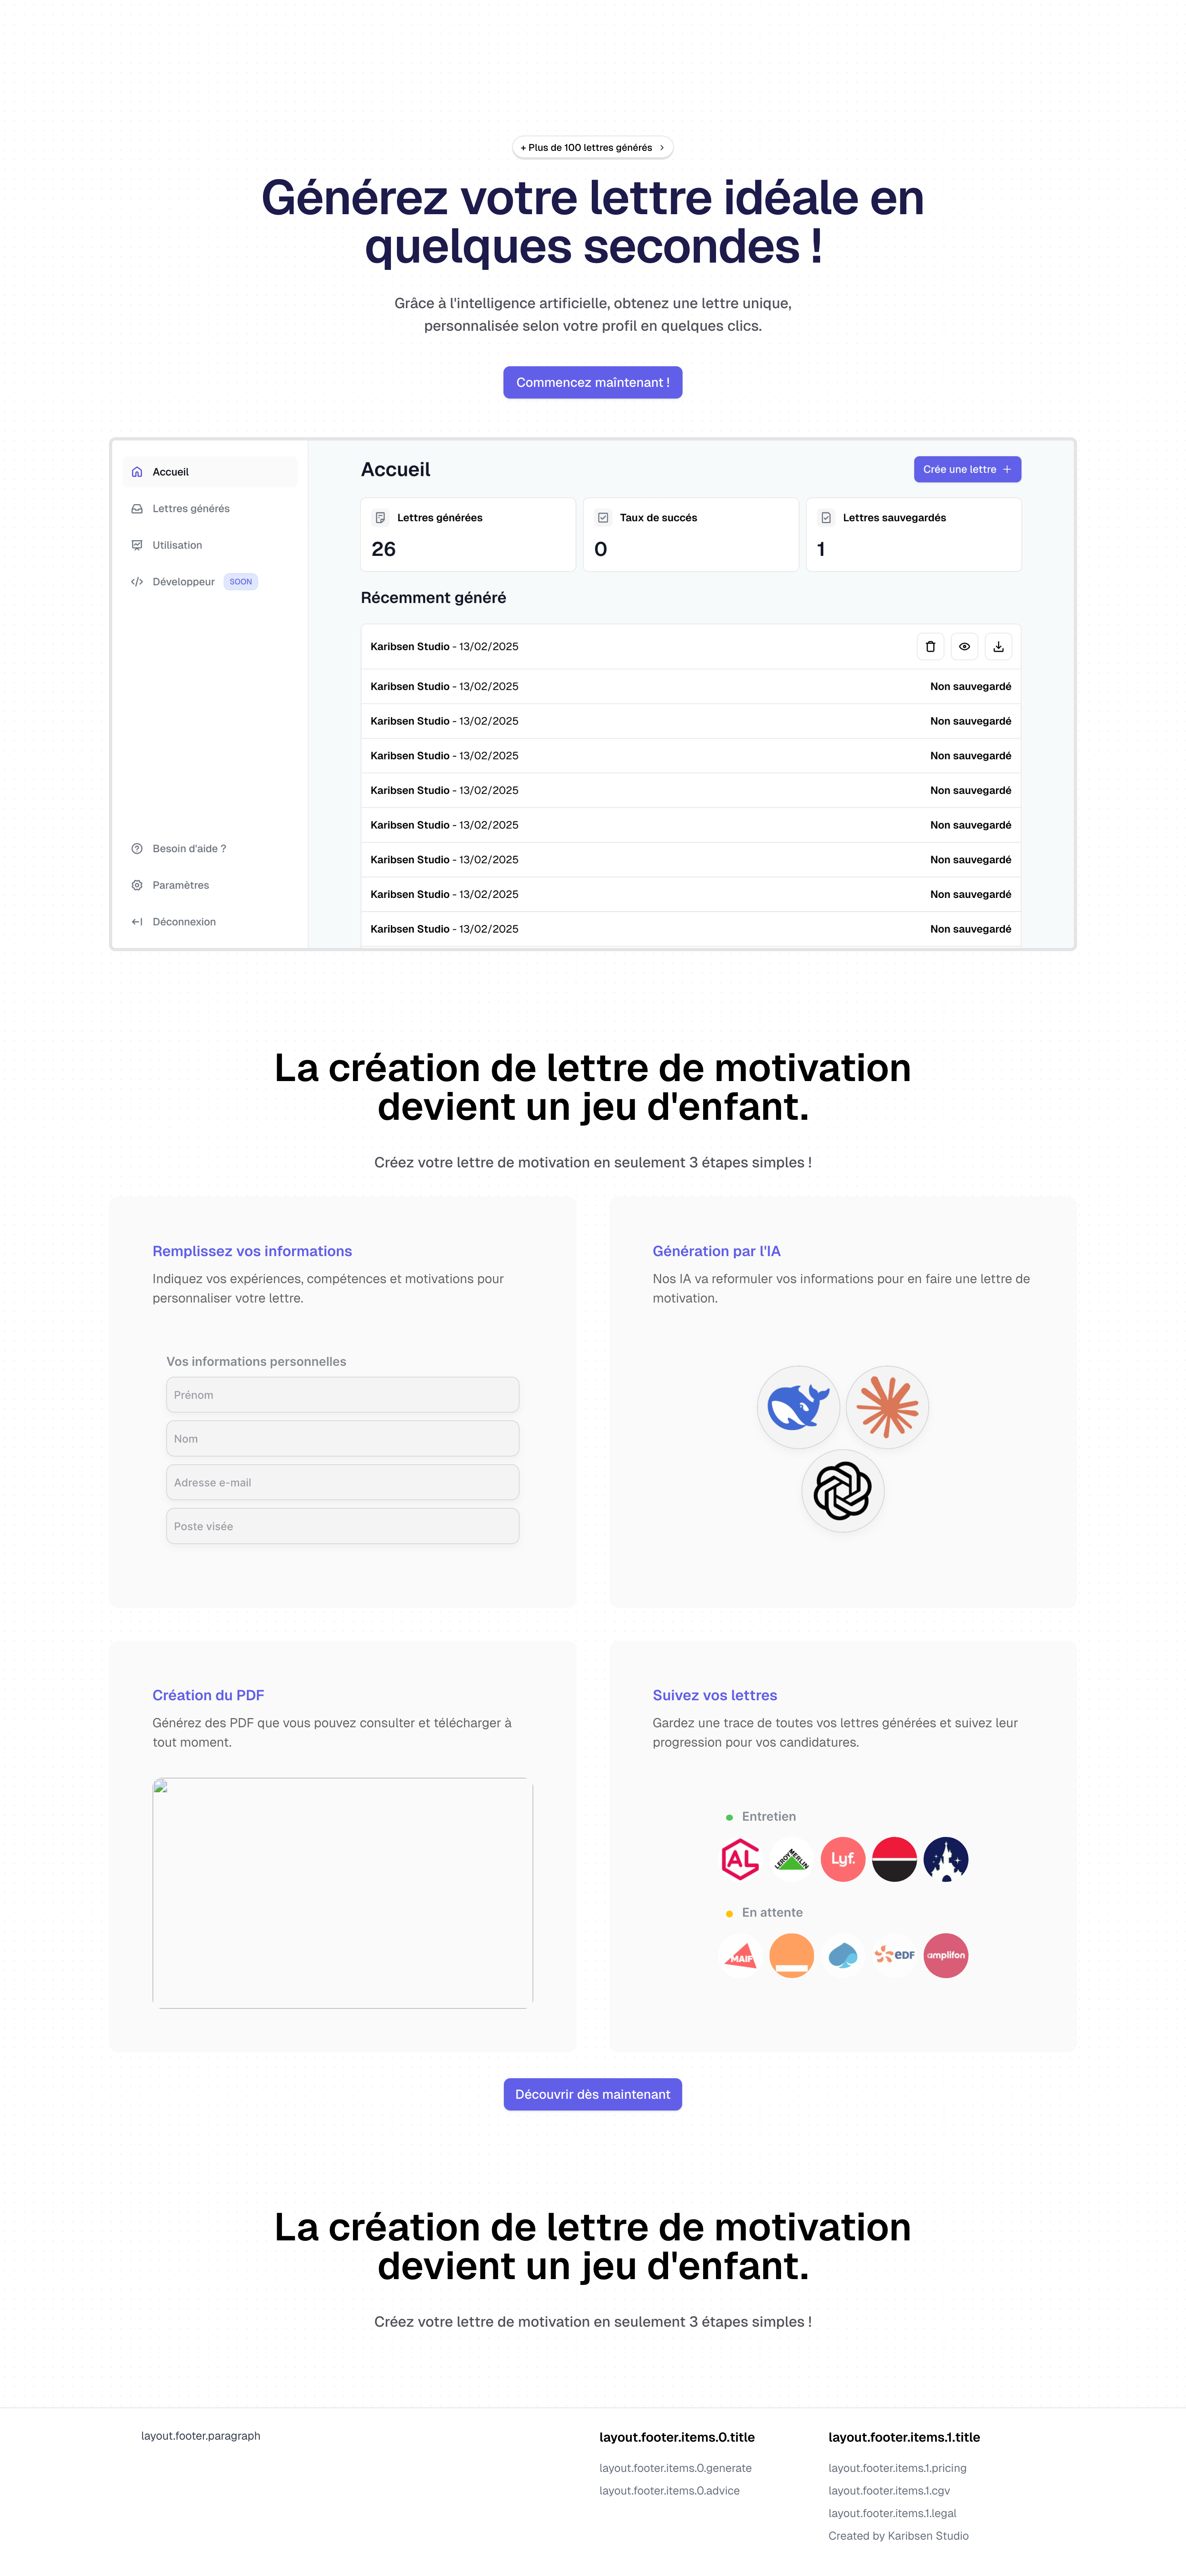 + Plus de 100 lettres générés
Générez votre lettre idéale en
quelques secondes !
Grâce à l'intelligence artificielle, obtenez une lettre unique,
personnalisée selon votre profil en quelques clics.
Commencez maintenant !
Accueil
Lettres générés
Utilisation
Développeur SOON
Besoin d'aide ?
Paramètres
Déconnexion
Accueil
Crée une lettre
Lettres générées
26
Taux de succés
0
Lettres sauvegardés
1
Récemment généré
Karibsen Studio - 13/02/2025
Karibsen Studio - 13/02/2025 Non sauvegardé
Karibsen Studio - 13/02/2025 Non sauvegardé
Karibsen Studio - 13/02/2025 Non sauvegardé
Karibsen Studio - 13/02/2025 Non sauvegardé
Karibsen Studio - 13/02/2025 Non sauvegardé
Karibsen Studio - 13/02/2025 Non sauvegardé
Karibsen Studio - 13/02/2025 Non sauvegardé
Karibsen Studio - 13/02/2025 Non sauvegardé
La création de lettre de motivation
devient un jeu d'enfant.
Créez votre lettre de motivation en seulement 3 étapes simples !
Remplissez vos informations
Indiquez vos expériences, compétences et motivations pour
personnaliser votre lettre.
Vos informations personnelles
Prénom
Nom
Adresse e-mail
Poste visée
Génération par l'IA
Nos IA va reformuler vos informations pour en faire une lettre de
motivation.
Création du PDF
Générez des PDF que vous pouvez consulter et télécharger à
tout moment.
Suivez vos lettres
Gardez une trace de toutes vos lettres générées et suivez leur
progression pour vos candidatures.
Entretien
AL
LEROY MERLIN
Lyf.
En attente
MAIF
eDF
amplifon
Découvrir dès maintenant
La création de lettre de motivation
devient un jeu d'enfant.
Créez votre lettre de motivation en seulement 3 étapes simples !
layout.footer.paragraph
layout.footer.items.0.title
layout.footer.items.0.generate
layout.footer.items.0.advice
layout.footer.items.1.title
layout.footer.items.1.pricing
layout.footer.items.1.cgv
layout.footer.items.1.legal
Created by Karibsen Studio